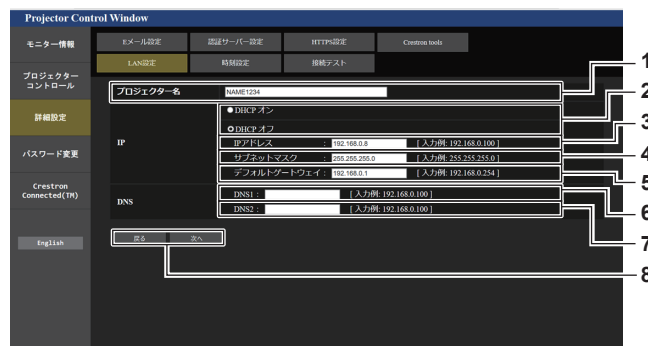 Projector Control Window
モニター情報
プロジェクター
コントロール
詳細設定
パスワード変更
Crestron
Connected(TM)
English
Eメール設定 認証サーバー設定 HTTPS設定 Crestron tools
LAN設定 時刻設定 接続テスト
プロジェクター名 NAME1234
IP
DHCP オン
DHCP オフ
IPアドレス : 192.168.0.8 [ 入力例: 192.168.0.100 ]
サブネットマスク : 255.255.255.0 [ 入力例: 255.255.255.0 ]
デフォルトゲートウェイ : 192.168.0.1 [ 入力例: 192.168.0.254 ]
DNS
DNS1 : [ 入力例: 192.168.0.100 ]
DNS2 : [ 入力例: 192.168.0.100 ]
戻る 次へ
1
2
3
4
5
6
7
8